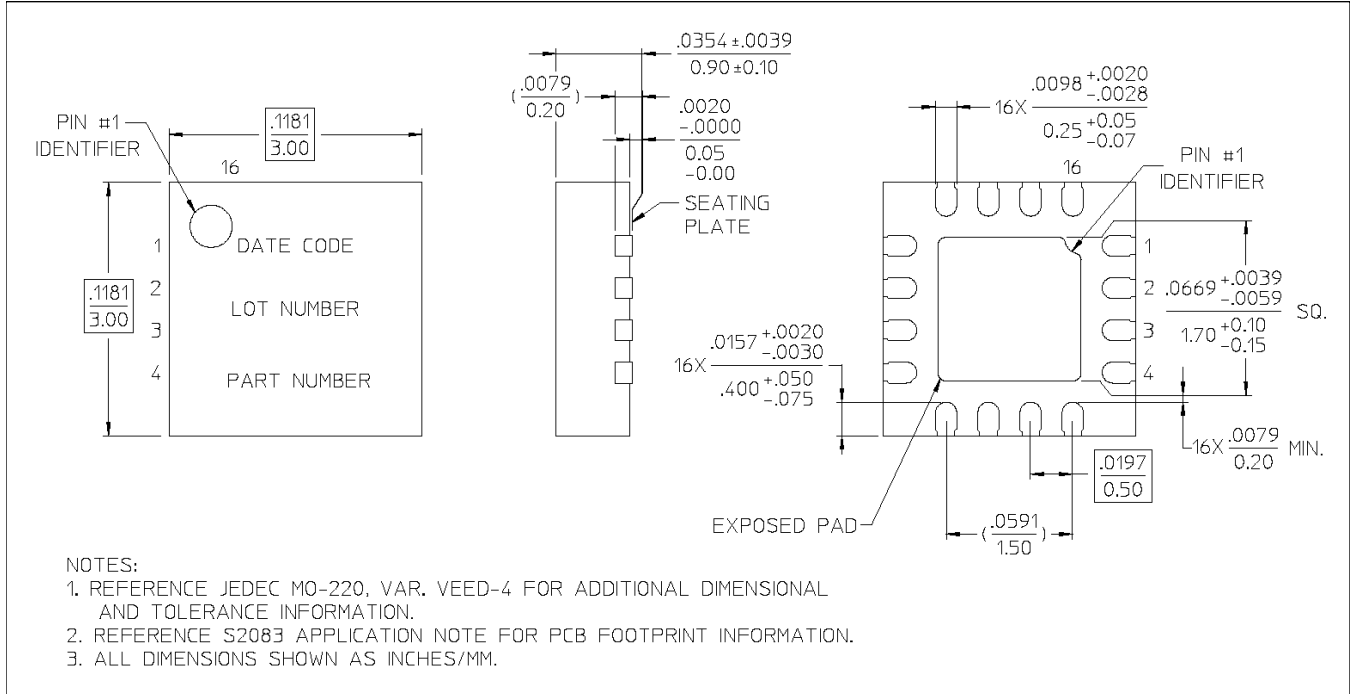 PIN #1
IDENTIFIER
.1181
3.00
16
.1181
3.00
1
2
3
4
DATE CODE
LOT NUMBER
PART NUMBER
.0354 ±.0039
0.90 ±0.10
( .0079 )
0.20
.0020
-.0000
0.05
-0.00
SEATING
PLATE
16X .0098 +.0020
-.0028
0.25 +0.05
-0.07
16
PIN #1
IDENTIFIER
1
2
3
4
.0669 +.0039
-.0059
SQ.
1.70 +0.10
-0.15
16X .0157 +.0020
-.0030
.400 +.050
-.075
16X .0079 MIN.
0.20
.0197
0.50
( .0591 )
1.50
EXPOSED PAD
NOTES:
1. REFERENCE JEDEC MO-220, VAR. VEED-4 FOR ADDITIONAL DIMENSIONAL
AND TOLERANCE INFORMATION.
2. REFERENCE S2083 APPLICATION NOTE FOR PCB FOOTPRINT INFORMATION.
3. ALL DIMENSIONS SHOWN AS INCHES/MM.